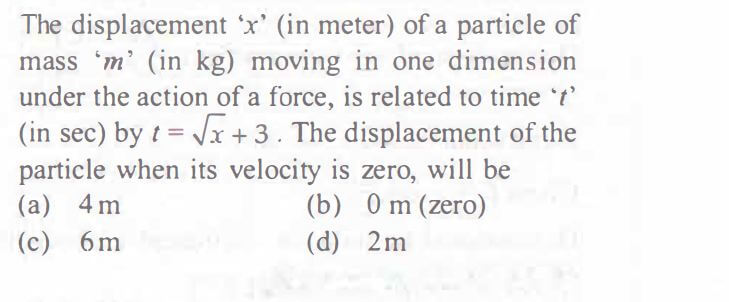 The displacement ‘x’ (in meter) of a particle of
mass ‘m’ (in kg) moving in one dimension
under the action of a force, is related to time ‘t’
(in sec) by t = √x + 3. The displacement of the
particle when its velocity is zero, will be
(a) 4 m (b) 0 m (zero)
(c) 6 m (d) 2 m